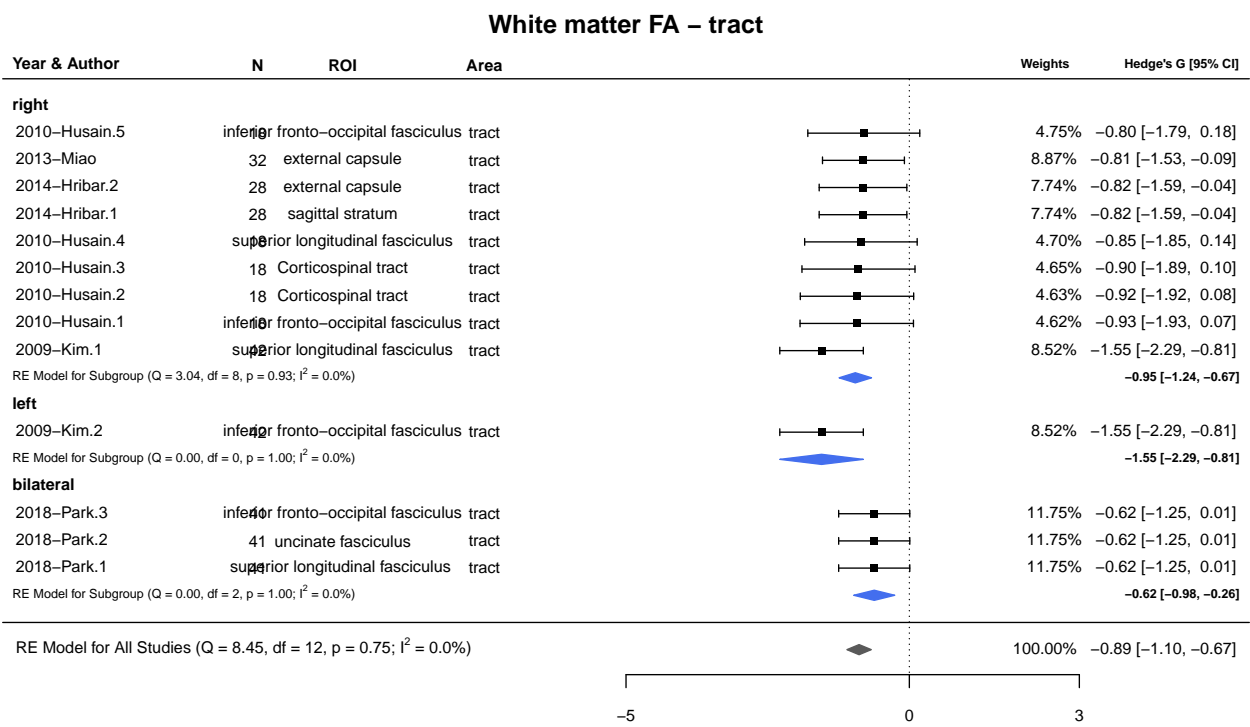 White matter FA – tract
Year & Author N ROI Area Weights Hedge's G [95% CI]
right
2010–Husain.5 18 inferior fronto–occipital fasciculus tract 4.75% −0.80 [−1.79, 0.18]
2013–Miao 32 external capsule tract 8.87% −0.81 [−1.53, −0.09]
2014–Hribar.2 28 external capsule tract 7.74% −0.82 [−1.59, −0.04]
2014–Hribar.1 28 sagittal stratum tract 7.74% −0.82 [−1.59, −0.04]
2010–Husain.4 18 superior longitudinal fasciculus tract 4.70% −0.85 [−1.85, 0.14]
2010–Husain.3 18 Corticospinal tract tract 4.65% −0.90 [−1.89, 0.10]
2010–Husain.2 18 Corticospinal tract tract 4.63% −0.92 [−1.92, 0.08]
2010–Husain.1 18 inferior fronto–occipital fasciculus tract 4.62% −0.93 [−1.93, 0.07]
2009–Kim.1 42 superior longitudinal fasciculus tract 8.52% −1.55 [−2.29, −0.81]
RE Model for Subgroup (Q = 3.04, df = 8, p = 0.93; I² = 0.0%) −0.95 [−1.24, −0.67]
left
2009–Kim.2 42 inferior fronto–occipital fasciculus tract 8.52% −1.55 [−2.29, −0.81]
RE Model for Subgroup (Q = 0.00, df = 0, p = 1.00; I² = 0.0%) −1.55 [−2.29, −0.81]
bilateral
2018–Park.3 41 inferior fronto–occipital fasciculus tract 11.75% −0.62 [−1.25, 0.01]
2018–Park.2 41 uncinate fasciculus tract 11.75% −0.62 [−1.25, 0.01]
2018–Park.1 41 superior longitudinal fasciculus tract 11.75% −0.62 [−1.25, 0.01]
RE Model for Subgroup (Q = 0.00, df = 2, p = 1.00; I² = 0.0%) −0.62 [−0.98, −0.26]
RE Model for All Studies (Q = 8.45, df = 12, p = 0.75; I² = 0.0%) 100.00% −0.89 [−1.10, −0.67]
−5 0 3